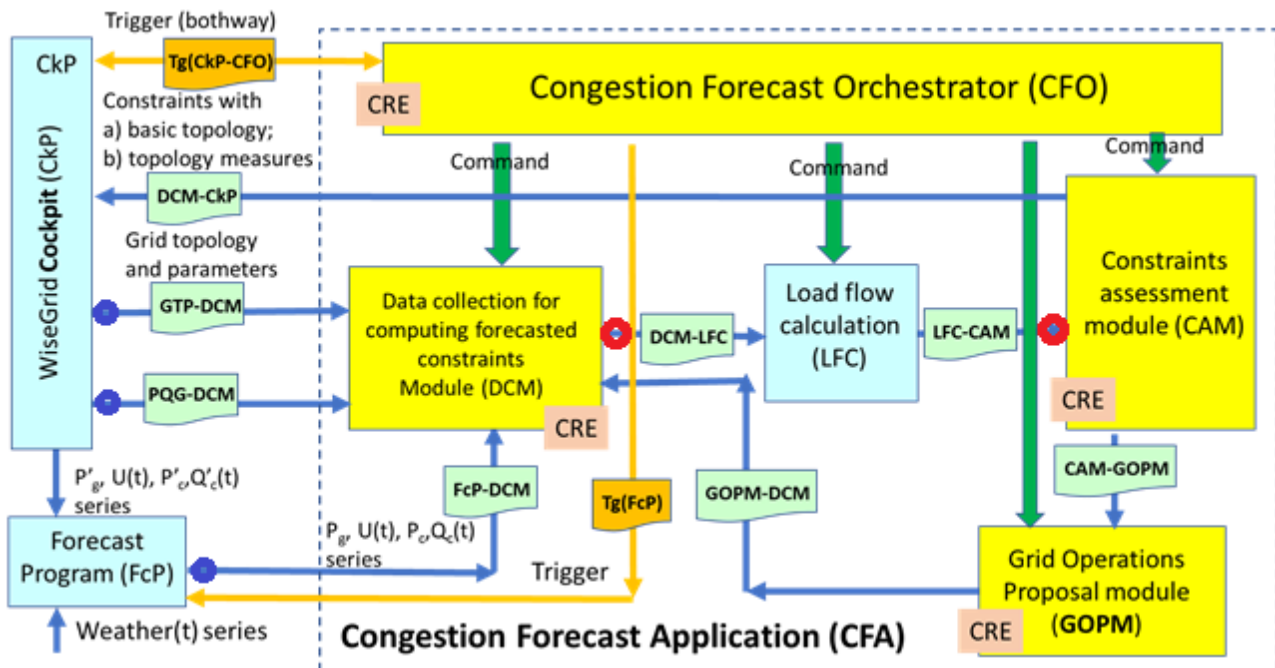 Trigger (bothway)
CkP
Tg(CkP-CFO)
Congestion Forecast Orchestrator (CFO)
CRE
Constraints with
a) basic topology;
b) topology measures
Command
Command
Command
DCM-CkP
WiseGrid Cockpit (CkP)
Grid topology
and parameters
GTP-DCM
Data collection for
computing forecasted
constraints
Module (DCM)
CRE
DCM-LFC
Load flow
calculation
(LFC)
LFC-CAM
Constraints
assessment
module (CAM)
CRE
PQG-DCM
P'g, U(t), P'c,Q'c(t)
series
FcP-DCM
Tg(FcP)
GOPM-DCM
CAM-GOPM
Forecast
Program (FcP)
Pg, U(t), Pc,Qc(t)
series
Trigger
Grid Operations
Proposal module
(GOPM)
CRE
Weather(t) series
Congestion Forecast Application (CFA)